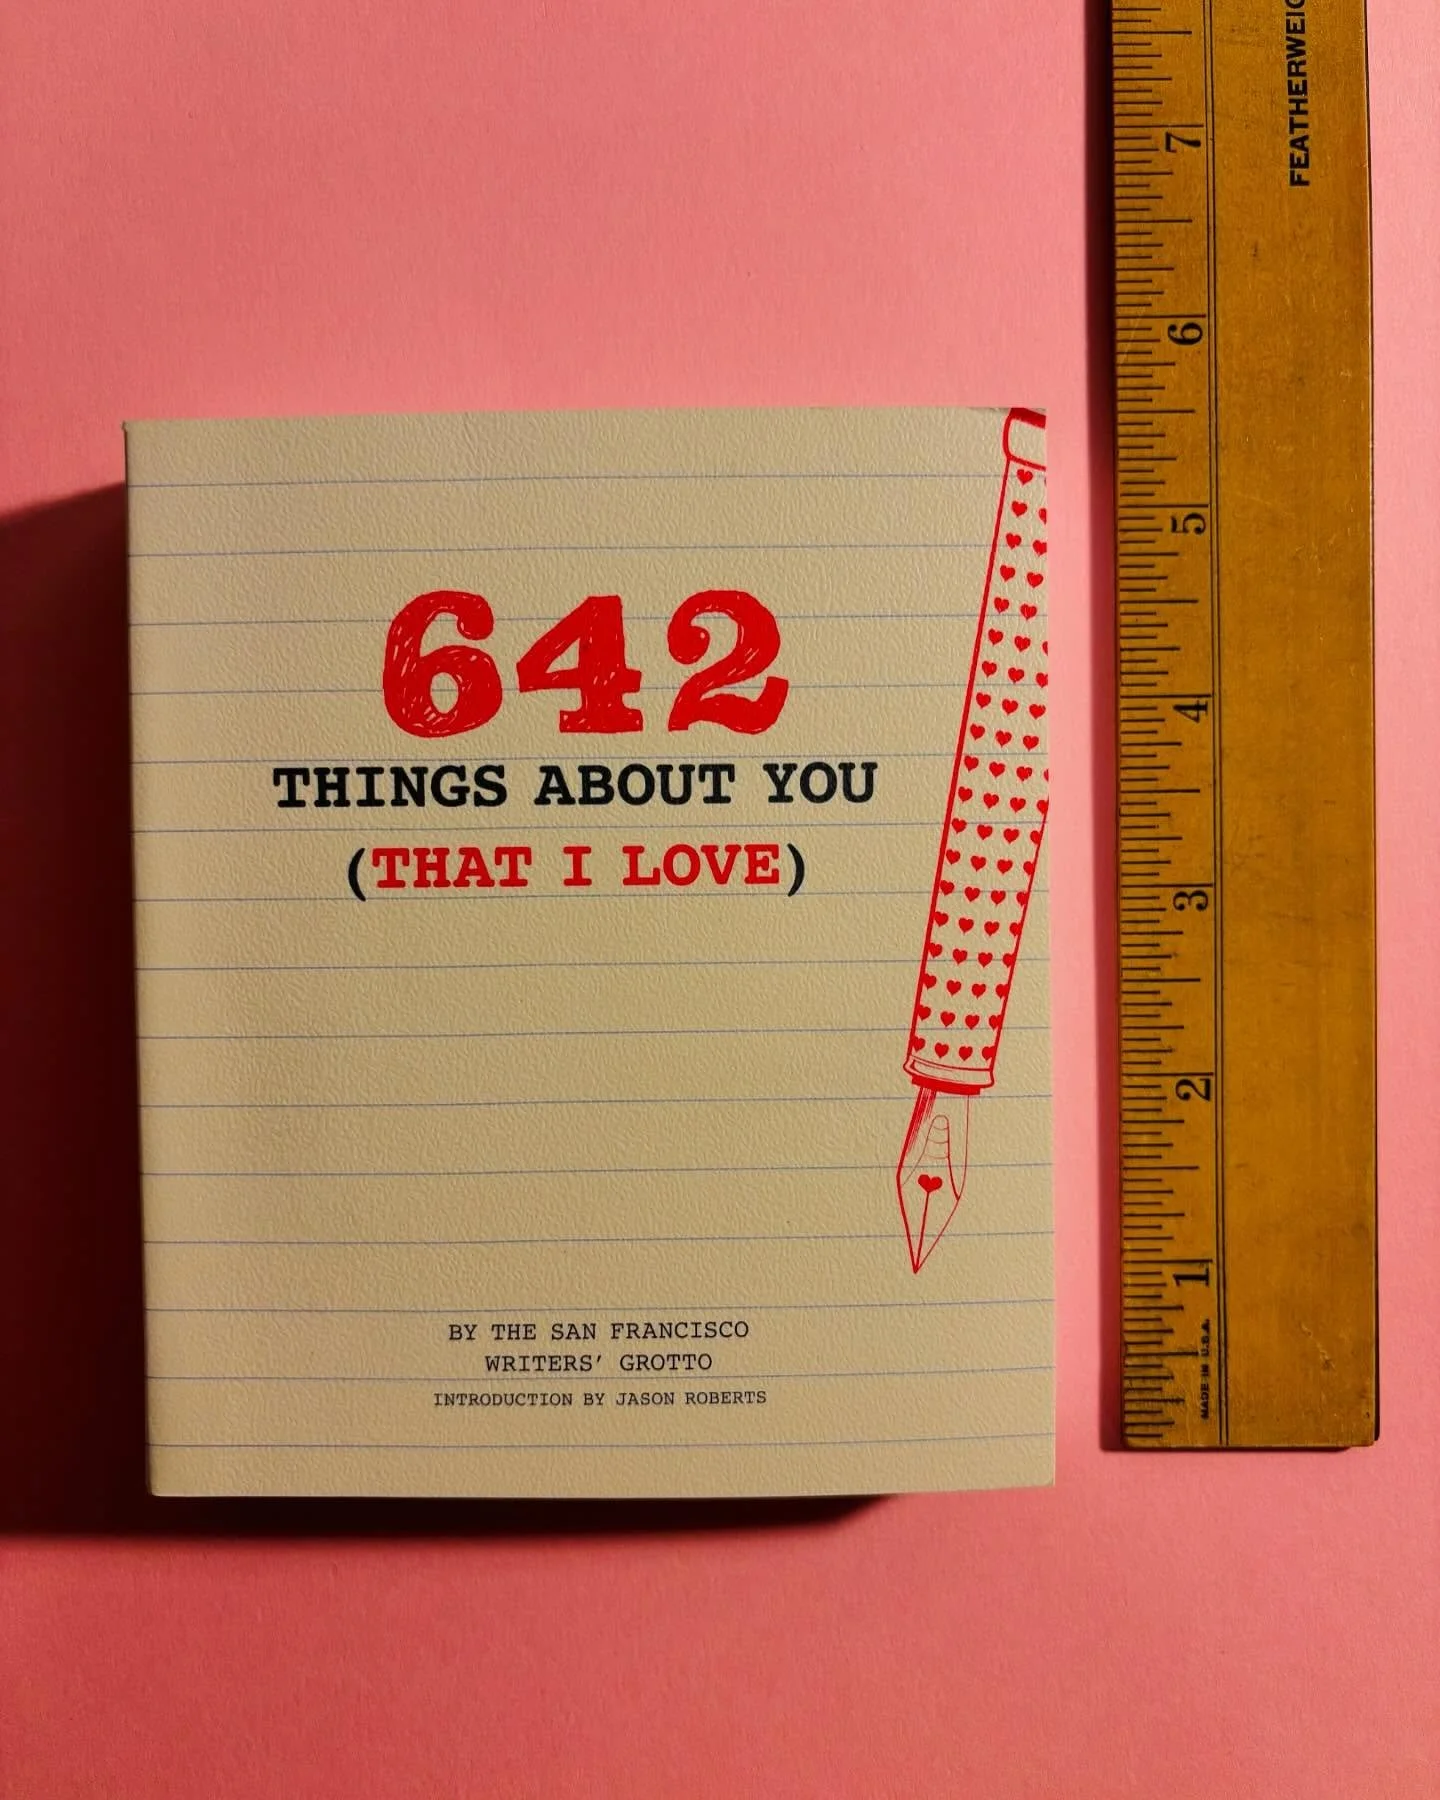 642
THINGS ABOUT YOU
(THAT I LOVE)
BY THE SAN FRANCISCO
WRITERS' GROTTO
INTRODUCTION BY JASON ROBERTS
7
6
5
4
3
2
1
MADE IN U.S.A.